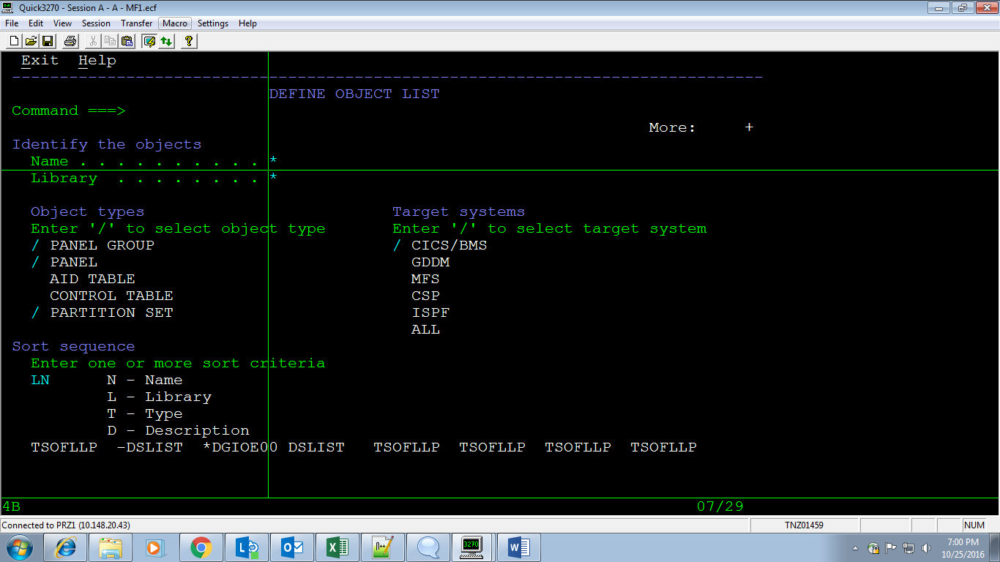 Quick3270 - Session A - A - MF1.ecf
File Edit View Session Transfer Macro Settings Help
Exit Help
-------------------------------------------------------------------------------
DEFINE OBJECT LIST
Command ===>
More: +
Identify the objects
Name . . . . . . . . . . *
Library . . . . . . . . *
Object types Target systems
Enter '/' to select object type Enter '/' to select target system
/ PANEL GROUP / CICS/BMS
/ PANEL GDDM
AID TABLE MFS
CONTROL TABLE CSP
/ PARTITION SET ISPF
ALL
Sort sequence
Enter one or more sort criteria
LN N - Name
L - Library
T - Type
D - Description
TSOFLLP -DSLIST *DGIOE00 DSLIST TSOFLLP TSOFLLP TSOFLLP TSOFLLP
4B 07/29
Connected to PRZ1 (10.148.20.43) TNZ01459 NUM
7:00 PM
10/25/2016